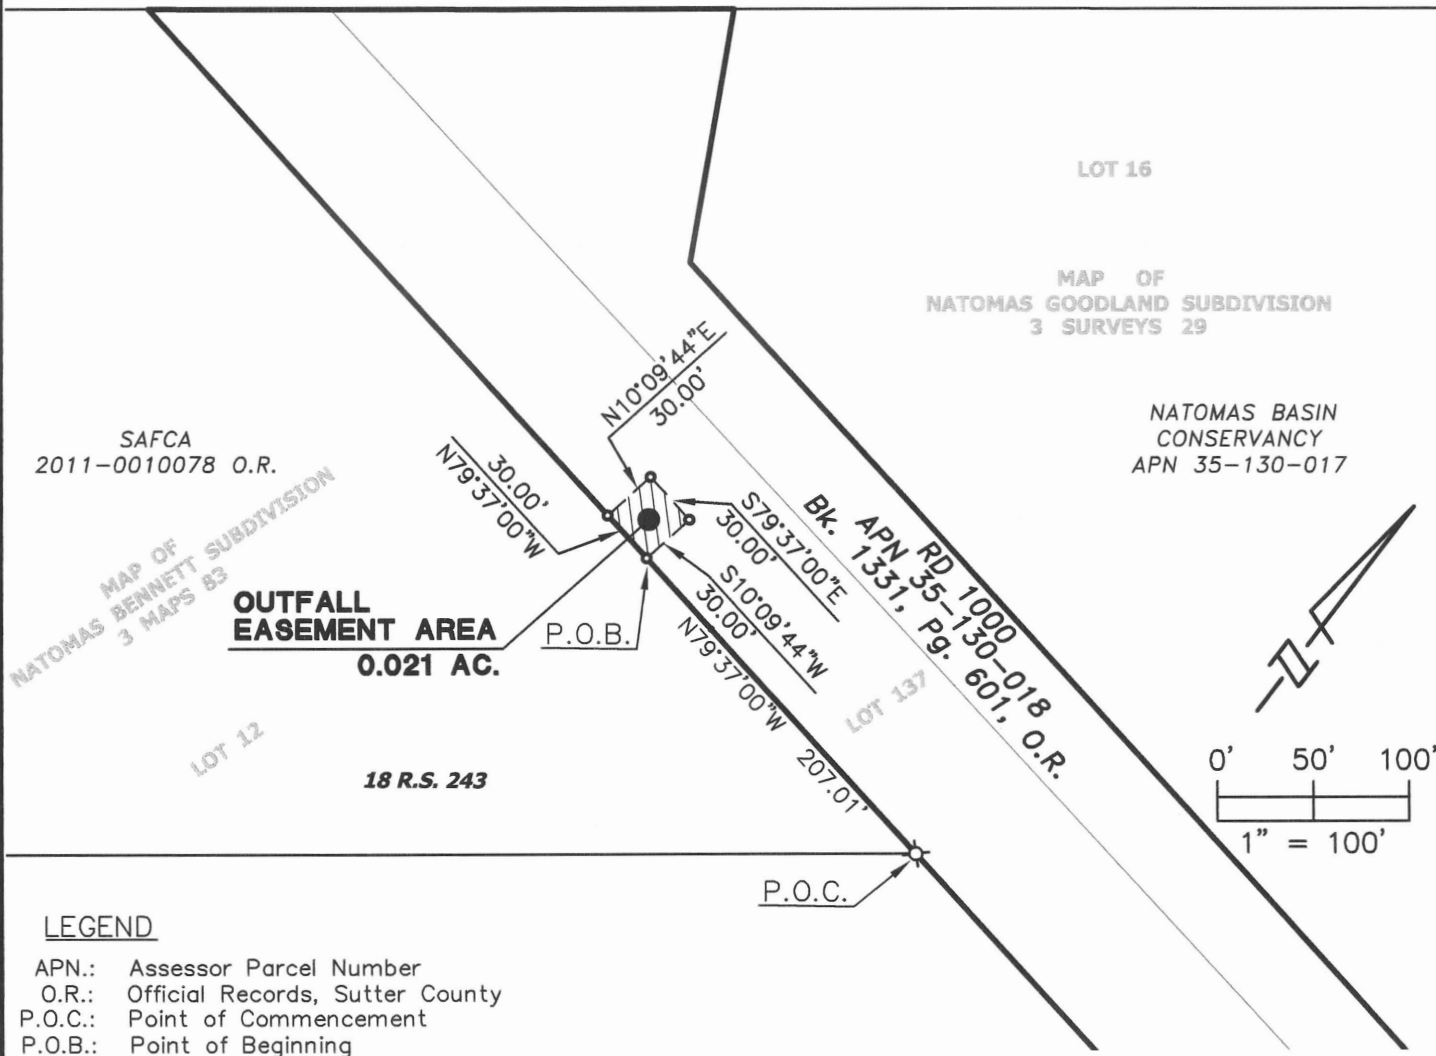 LOT 16
MAP OF
NATOMAS GOODLAND SUBDIVISION
3 SURVEYS 29
N10°09'44"E
30.00'
NATOMAS BASIN
CONSERVANCY
APN 35-130-017
SAFCA
2011-0010078 O.R.
30.00'
N79°37'00"W
S79°37'00"E
30.00'
RD 1000
APN 35-130-018
Bk. 1331, Pg. 601, O.R.
MAP OF
NATOMAS BENNETT SUBDIVISION
3 MAPS 83
OUTFALL
EASEMENT AREA
0.021 AC.
P.O.B.
S10°09'44"W
30.00'
N79°37'00"W 207.01'
LOT 137
LOT 12
18 R.S. 243
N
0' 50' 100'
1" = 100'
P.O.C.
LEGEND
APN.: Assessor Parcel Number
O.R.: Official Records, Sutter County
P.O.C.: Point of Commencement
P.O.B.: Point of Beginning